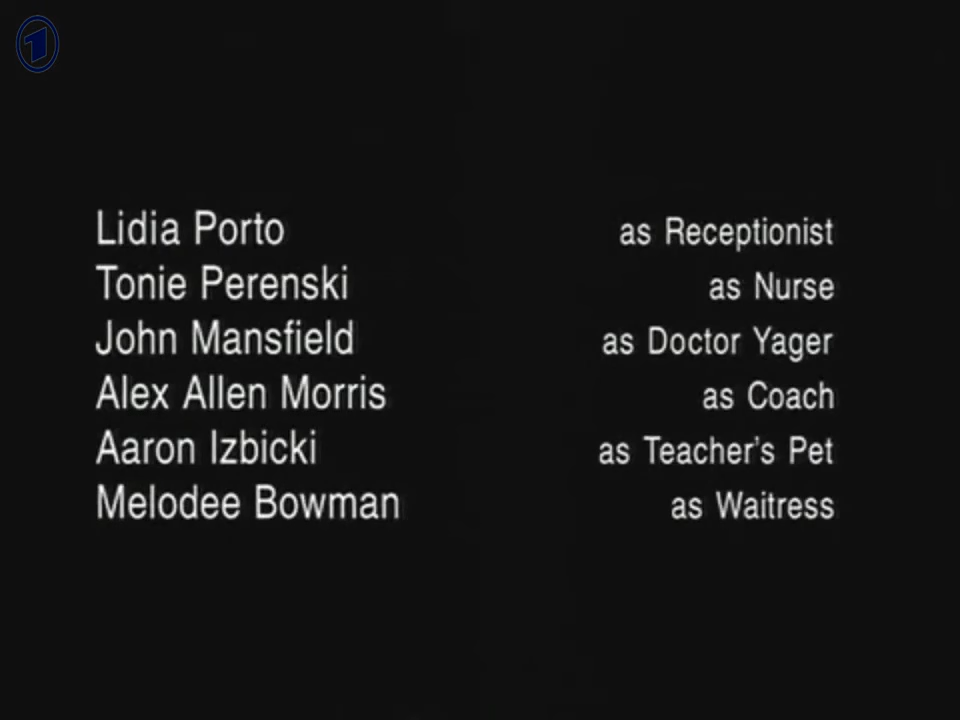 Lidia Porto as Receptionist
Tonie Perenski as Nurse
John Mansfield as Doctor Yager
Alex Allen Morris as Coach
Aaron Izbicki as Teacher's Pet
Melodee Bowman as Waitress